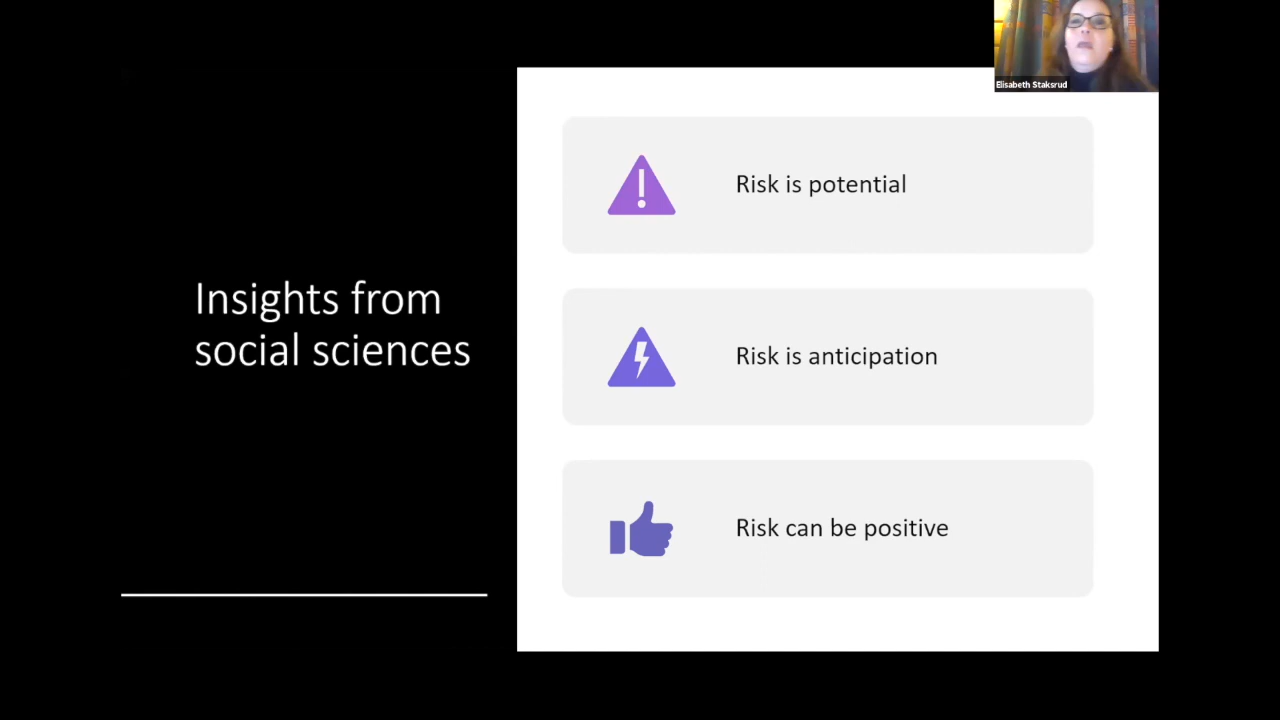 Elisabeth Staksrud
Insights from
social sciences
Risk is potential
Risk is anticipation
Risk can be positive